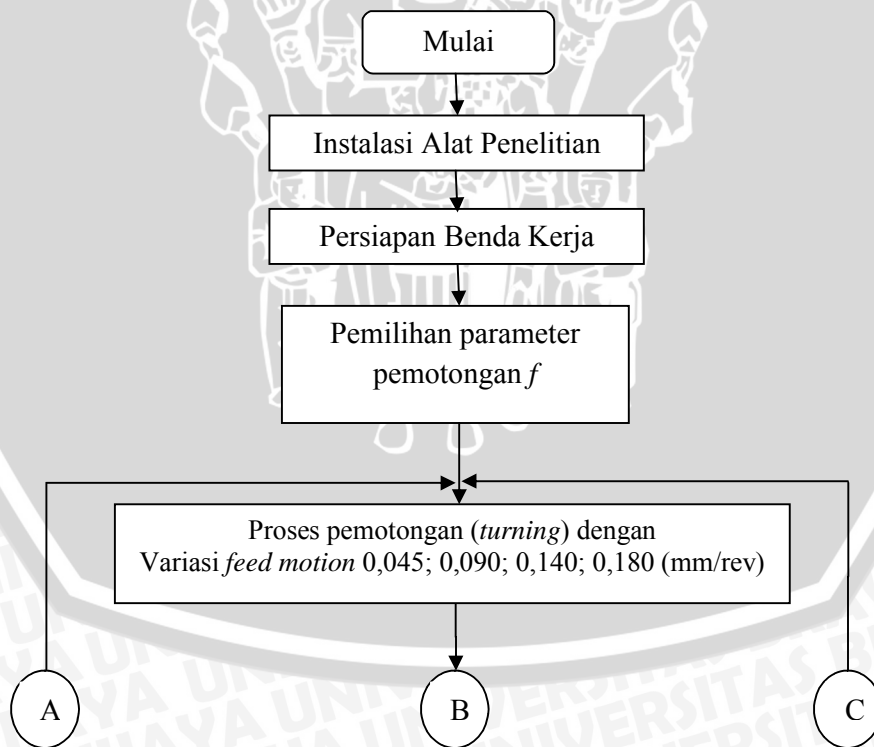 Mulai
Instalasi Alat Penelitian
Persiapan Benda Kerja
Pemilihan parameter
pemotongan f
Proses pemotongan (turning) dengan
Variasi feed motion 0,045; 0,090; 0,140; 0,180 (mm/rev)
A
B
C